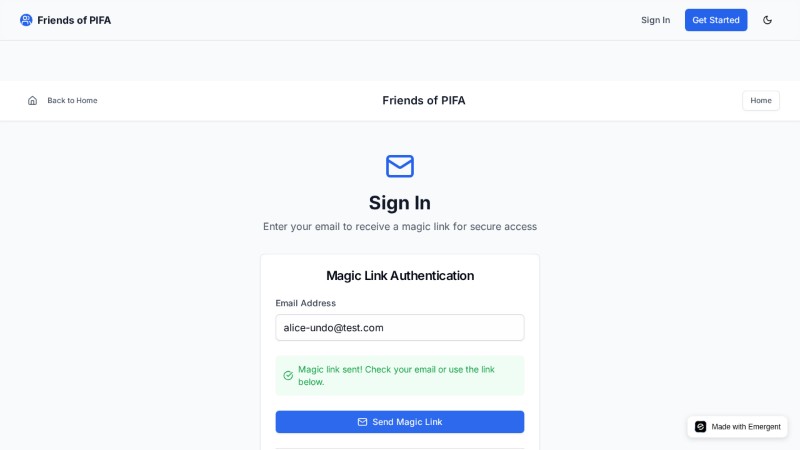 Friends of PIFA
Sign In
Get Started
Back to Home
Friends of PIFA
Home
Sign In
Enter your email to receive a magic link for secure access
Magic Link Authentication
Email Address
alice-undo@test.com
Magic link sent! Check your email or use the link
below.
Send Magic Link
Made with Emergent